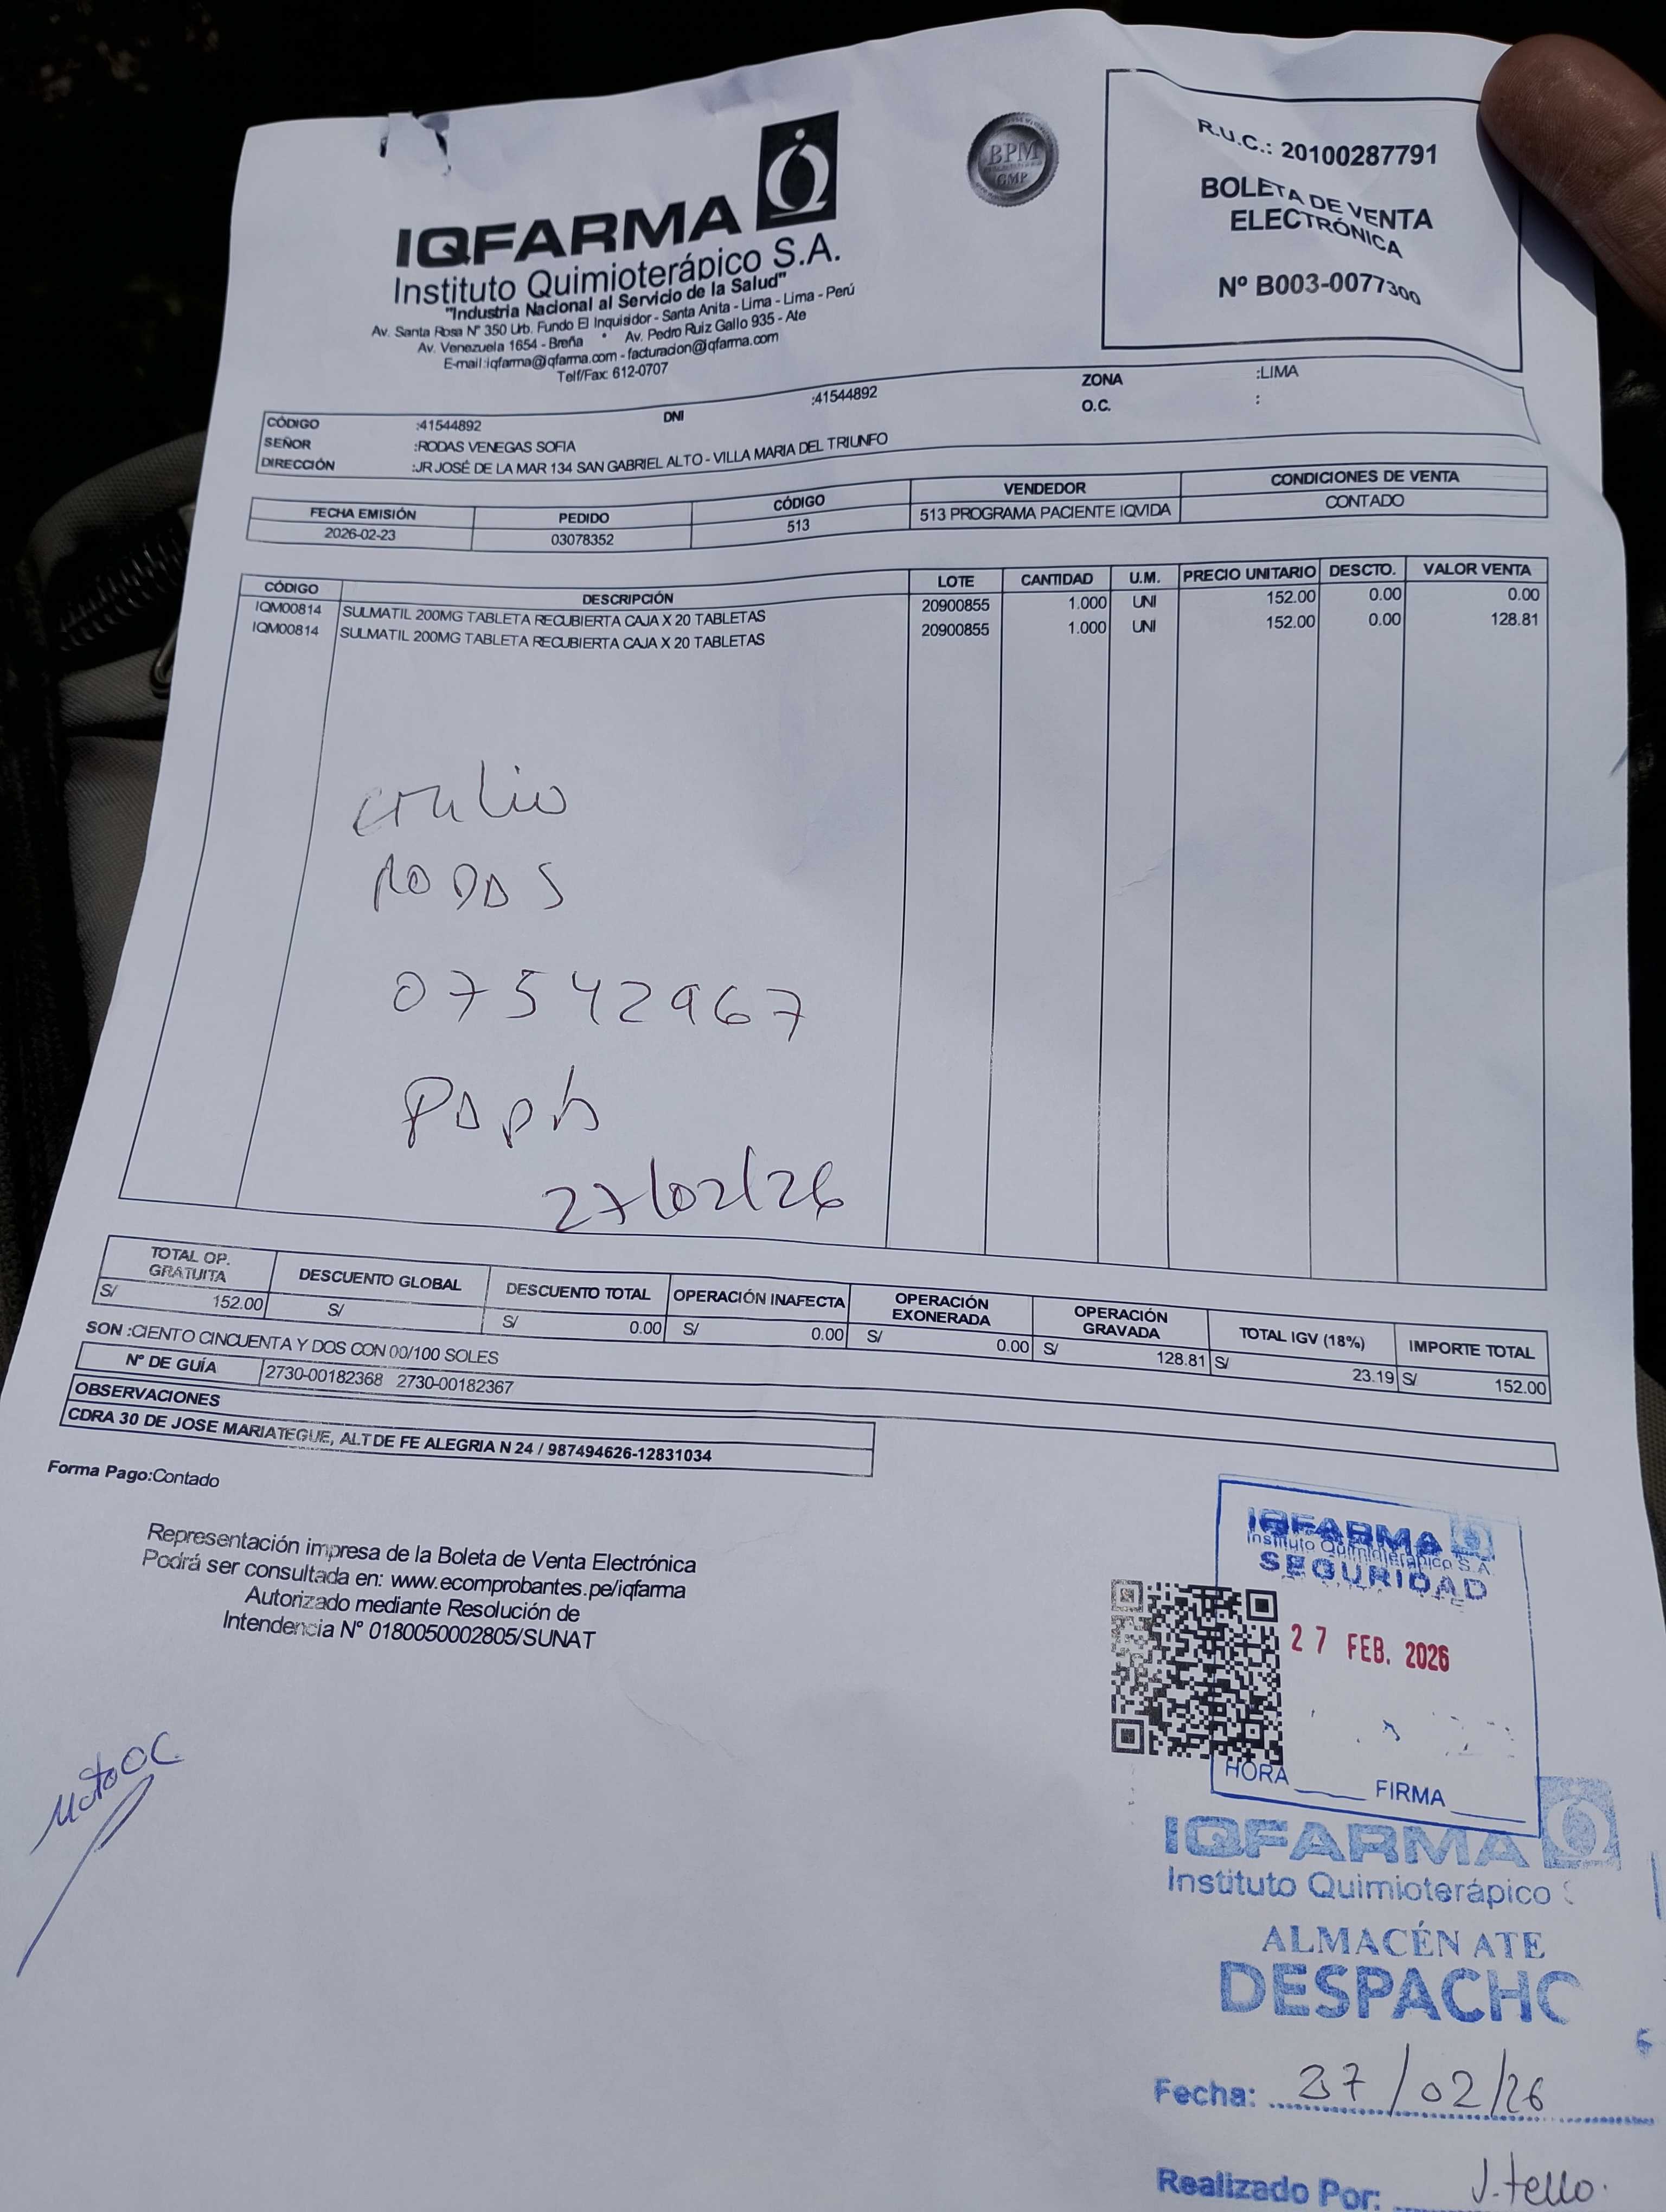 IQFARMA
Instituto Quimioterápico S.A.
"Industria Nacional al Servicio de la Salud"
Av. Santa Rosa N° 350 Urb. Fundo El Inquisidor - Santa Anita - Lima - Lima - Perú
Av. Venezuela 1654 - Breña • Av. Pedro Ruiz Gallo 935 - Ate
E-mail:iqfarma@iqfarma.com - facturacion@iqfarma.com
Telf/Fax: 612-0707
BPM
GMP
R.U.C.: 20100287791
BOLETA DE VENTA
ELECTRÓNICA
Nº B003-0077300
CÓDIGO :41544892 DNI :41544892 ZONA :LIMA
SEÑOR :RODAS VENEGAS SOFIA O.C. :
DIRECCIÓN :JR JOSÉ DE LA MAR 134 SAN GABRIEL ALTO - VILLA MARIA DEL TRIUNFO
FECHA EMISIÓN PEDIDO CÓDIGO VENDEDOR CONDICIONES DE VENTA
2026-02-23 03078352 513 513 PROGRAMA PACIENTE IQVIDA CONTADO
CÓDIGO DESCRIPCIÓN LOTE CANTIDAD U.M. PRECIO UNITARIO DESCTO. VALOR VENTA
IQM00814 SULMATIL 200MG TABLETA RECUBIERTA CAJA X 20 TABLETAS 20900855 1.000 UNI 152.00 0.00 0.00
IQM00814 SULMATIL 200MG TABLETA RECUBIERTA CAJA X 20 TABLETAS 20900855 1.000 UNI 152.00 0.00 128.81
RODAS
07542967
PAPA
27/02/26
TOTAL OP. GRATUITA DESCUENTO GLOBAL DESCUENTO TOTAL OPERACIÓN INAFECTA OPERACIÓN EXONERADA OPERACIÓN GRAVADA TOTAL IGV (18%) IMPORTE TOTAL
S/ 152.00 S/ S/ 0.00 S/ 0.00 S/ 0.00 S/ 128.81 S/ 23.19 S/ 152.00
SON :CIENTO CINCUENTA Y DOS CON 00/100 SOLES
Nº DE GUÍA 2730-00182368 2730-00182367
OBSERVACIONES
CDRA 30 DE JOSE MARIATEGUE, ALT DE FE ALEGRIA N 24 / 987494626-12831034
Forma Pago:Contado
Representación impresa de la Boleta de Venta Electrónica
Podrá ser consultada en: www.ecomprobantes.pe/iqfarma
Autorizado mediante Resolución de
Intendencia N° 0180050002805/SUNAT
IQFARMA
Instituto Quimioterápico S.A.
SEGURIDAD
27 FEB. 2026
HORA FIRMA
IQFARMA
Instituto Quimioterápico
ALMACÉN ATE
DESPACHO
Fecha: 27/02/26
Realizado Por: J. tello.